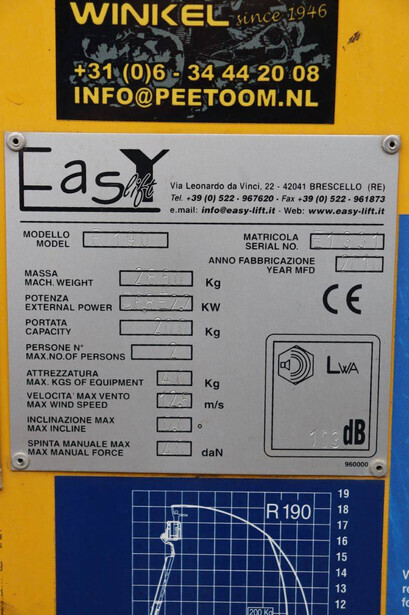 WINKEL since 1946
+31 (0)6 - 34 44 20 08
INFO@PEETOOM.NL
Easy lift
Via Leonardo da Vinci, 22 - 42041 BRESCELLO (RE)
Tel. +39 (0) 522 - 967620 - Fax +39 (0) 522 - 961873
e.mail: info@easy-lift.it - Web: www.easy-lift.it
MODELLO
MODEL R 190
MATRICOLA
SERIAL NO.
ANNO FABBRICAZIONE
YEAR MFD
MASSA
MACH. WEIGHT Kg
POTENZA
EXTERNAL POWER KW
PORTATA
CAPACITY Kg
PERSONE N°
MAX.NO.OF PERSONS 2
ATTREZZATURA
MAX. KGS OF EQUIPMENT 40 Kg
VELOCITA' MAX VENTO
MAX WIND SPEED m/s
INCLINAZIONE MAX
MAX INCLINE °
SPINTA MANUALE MAX
MAX MANUAL FORCE daN
CE
LWA
103 dB
960000
R 190
19
18
17
16
15
14
13
12
200 Kg